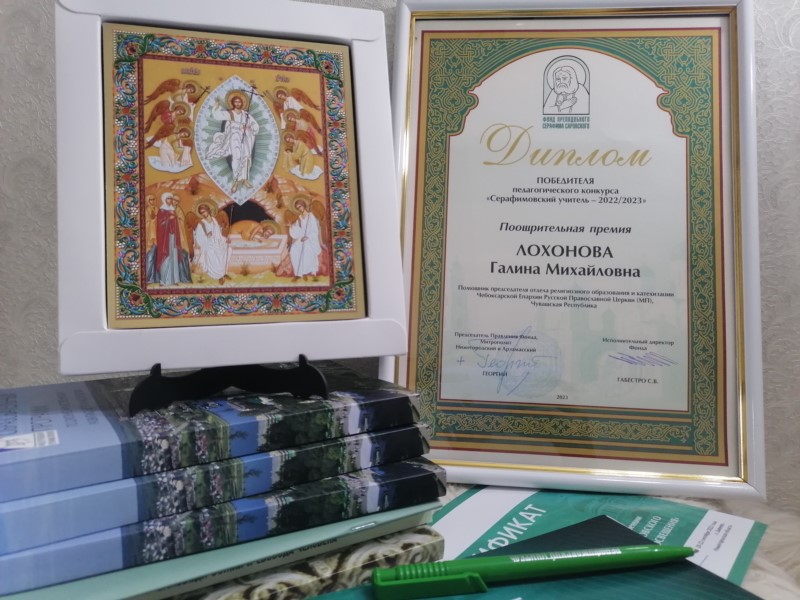 ФОНД ПРЕПОДОБНОГО
СЕРАФИМА САРОВСКОГО
Диплом
ПОБЕДИТЕЛЯ
педагогического конкурса
«Серафимовский учитель – 2022/2023»
Поощрительная премия
ЛОХОНОВА
Галина Михайловна
Помощник председателя отдела религиозного образования и катехизации
Чебоксарской Епархии Русской Православной Церкви (МП),
Чувашская Республика
Председатель Правления Фонда,
Митрополит
Нижегородский и Арзамасский
+ Георгий
ГЕОРГИЙ
Исполнительный директор
Фонда
ГАБЕСТРО С.В.
2023